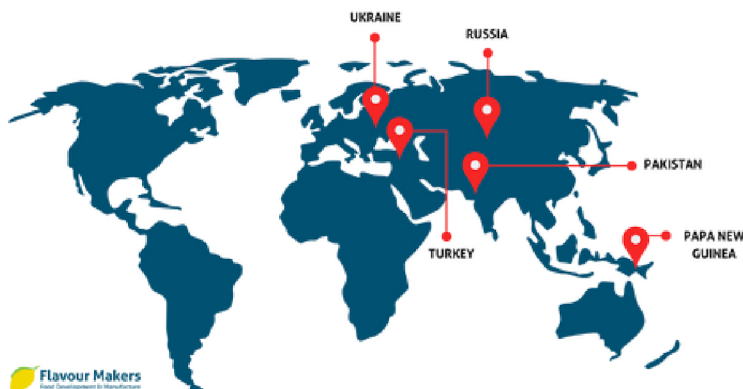 UKRAINE
RUSSIA
PAKISTAN
TURKEY
PAPA NEW
GUINEA
Flavour Makers
Food Development & Manufacture